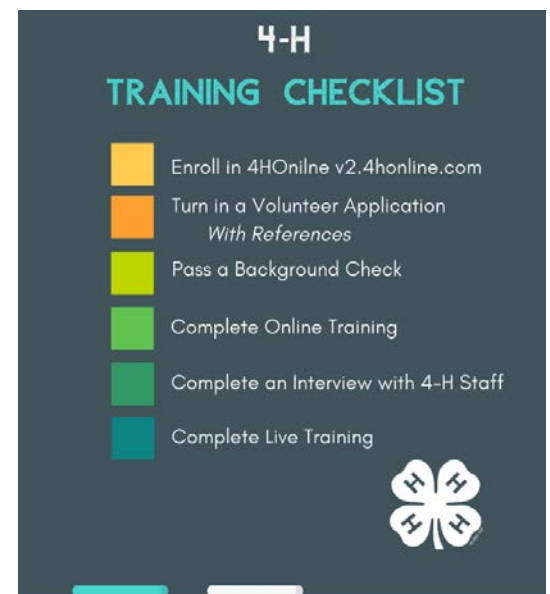 4-H
TRAINING CHECKLIST
Enroll in 4HOnilne v2.4honline.com
Turn in a Volunteer Application
With References
Pass a Background Check
Complete Online Training
Complete an Interview with 4-H Staff
Complete Live Training
H H
H H